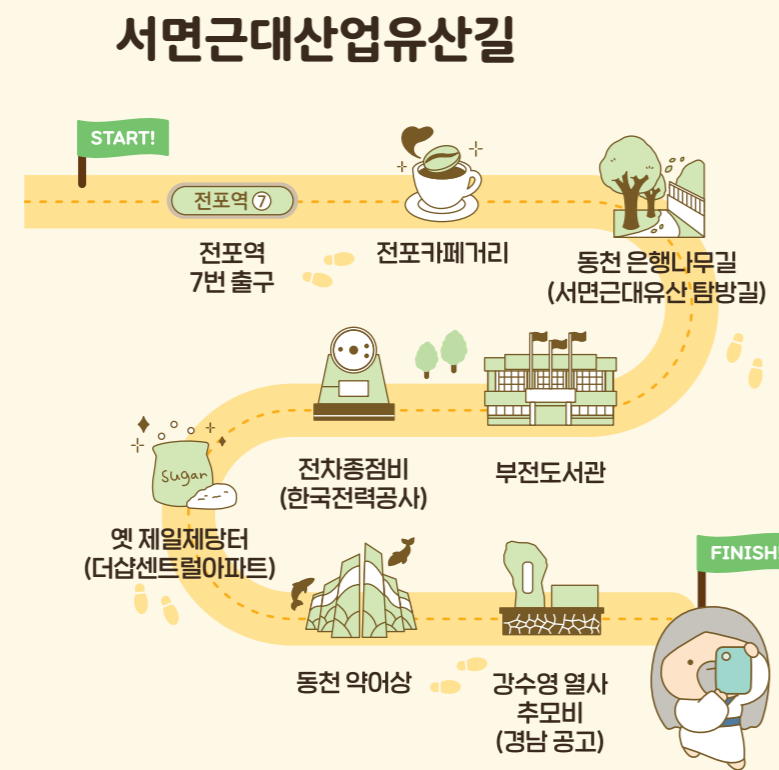 서면근대산업유산길
START!
전포역 ⑦
전포역
7번 출구
전포카페거리
동천 은행나무길
(서면근대유산 탐방길)
부전도서관
전차종점비
(한국전력공사)
sugar
옛 제일제당터
(더샵센트럴아파트)
동천 약어상
강수영 열사
추모비
(경남 공고)
FINISH!